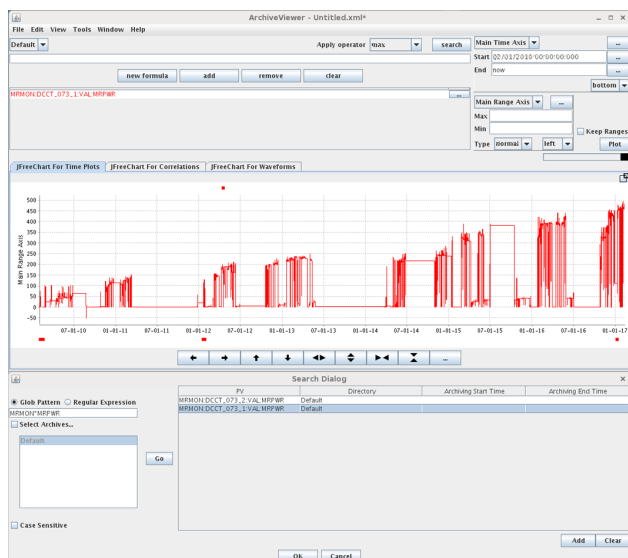 ArchiveViewer - Untitled.xml*
File Edit View Tools Window Help
Default
Apply operator max search
new formula add remove clear
MRMON:DCCT_073_1:VAL:MRPWR ...
Main Time Axis ...
Start 02/01/2010 00:00:00:000 ...
End now ...
bottom
Main Range Axis ...
Max
Min
Keep Ranges
Type normal left Plot
JFreeChart For Time Plots JFreeChart For Correlations JFreeChart For Waveforms
Main Range Axis
500
450
400
350
300
250
200
150
100
50
0
-50
07-01-10 01-01-11 07-01-11 01-01-12 07-01-12 01-01-13 07-01-13 01-01-14 07-01-14 01-01-15 07-01-15 01-01-16 07-01-16 01-01-17
...
Search Dialog
Glob Pattern Regular Expression
MRMON*MRPWR
Select Archives...
Default
Go
Case Sensitive
PV Directory Archiving Start Time Archiving End Time
MRMON:DCCT_073_2:VAL:MRPWR Default
MRMON:DCCT_073_1:VAL:MRPWR Default
Add Clear
OK Cancel